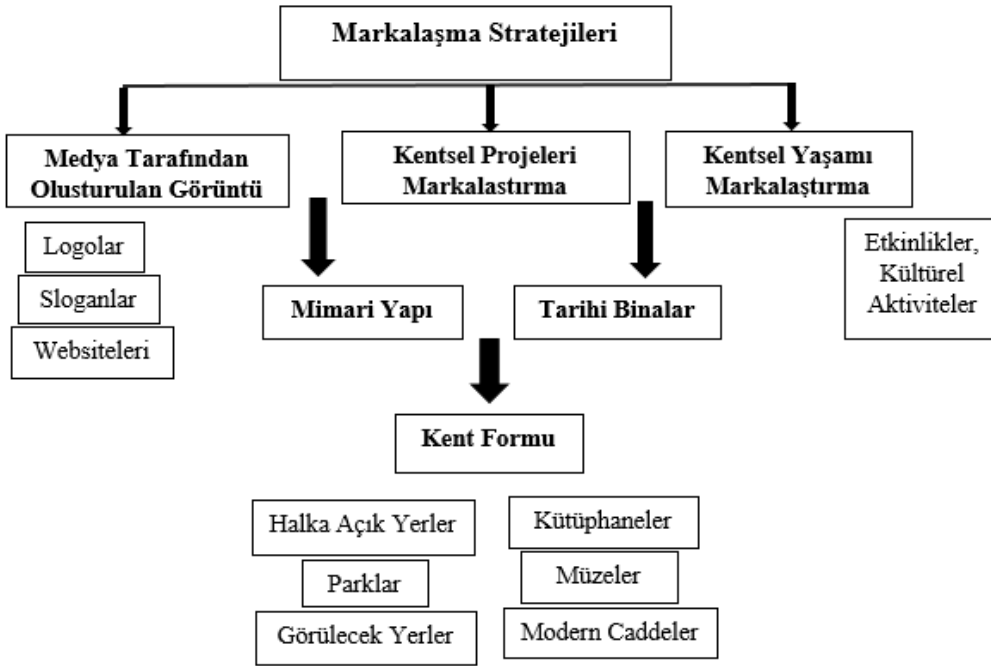 Markalaşma Stratejileri
Medya Tarafından
Olusturulan Görüntü
Kentsel Projeleri
Markalastırma
Kentsel Yaşamı
Markalaştırma
Logolar
Sloganlar
Websiteleri
Etkinlikler,
Kültürel
Aktiviteler
Mimari Yapı
Tarihi Binalar
Kent Formu
Halka Açık Yerler
Parklar
Görülecek Yerler
Kütüphaneler
Müzeler
Modern Caddeler